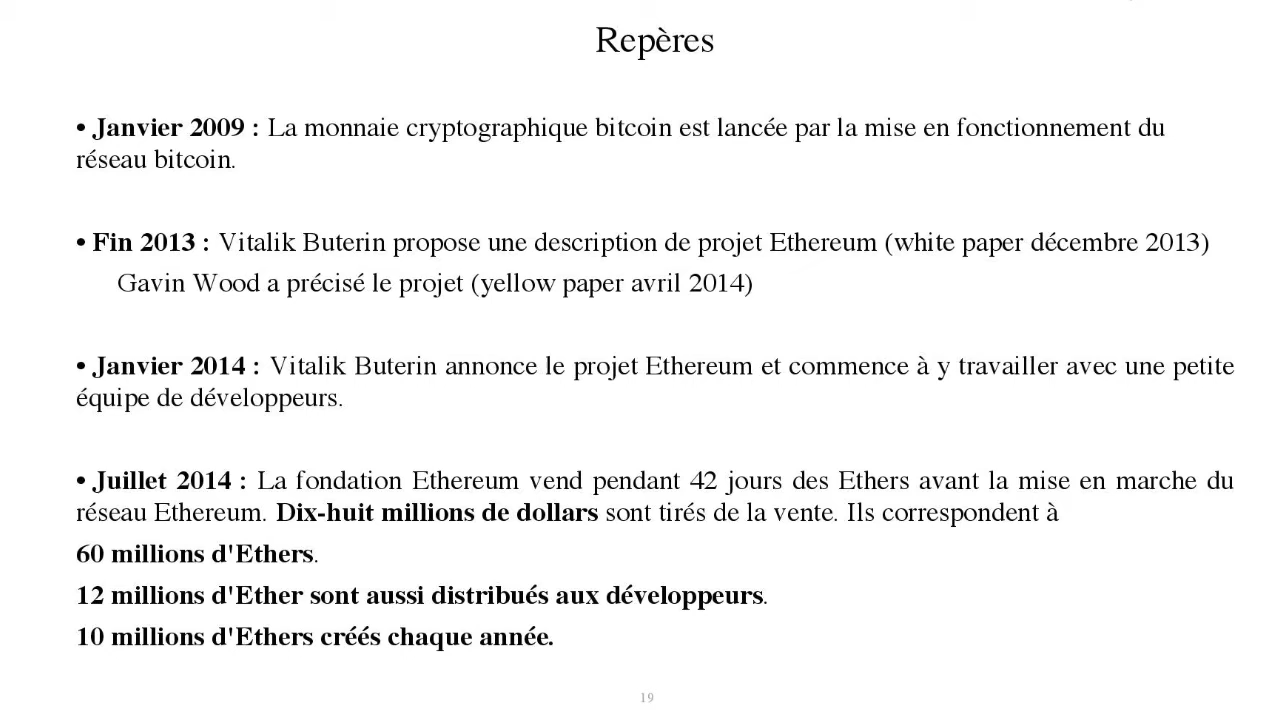 Repères
• Janvier 2009 : La monnaie cryptographique bitcoin est lancée par la mise en fonctionnement du
réseau bitcoin.
• Fin 2013 : Vitalik Buterin propose une description de projet Ethereum (white paper décembre 2013)
Gavin Wood a précisé le projet (yellow paper avril 2014)
• Janvier 2014 : Vitalik Buterin annonce le projet Ethereum et commence à y travailler avec une petite
équipe de développeurs.
• Juillet 2014 : La fondation Ethereum vend pendant 42 jours des Ethers avant la mise en marche du
réseau Ethereum. Dix-huit millions de dollars sont tirés de la vente. Ils correspondent à
60 millions d'Ethers.
12 millions d'Ether sont aussi distribués aux développeurs.
10 millions d'Ethers créés chaque année.
19